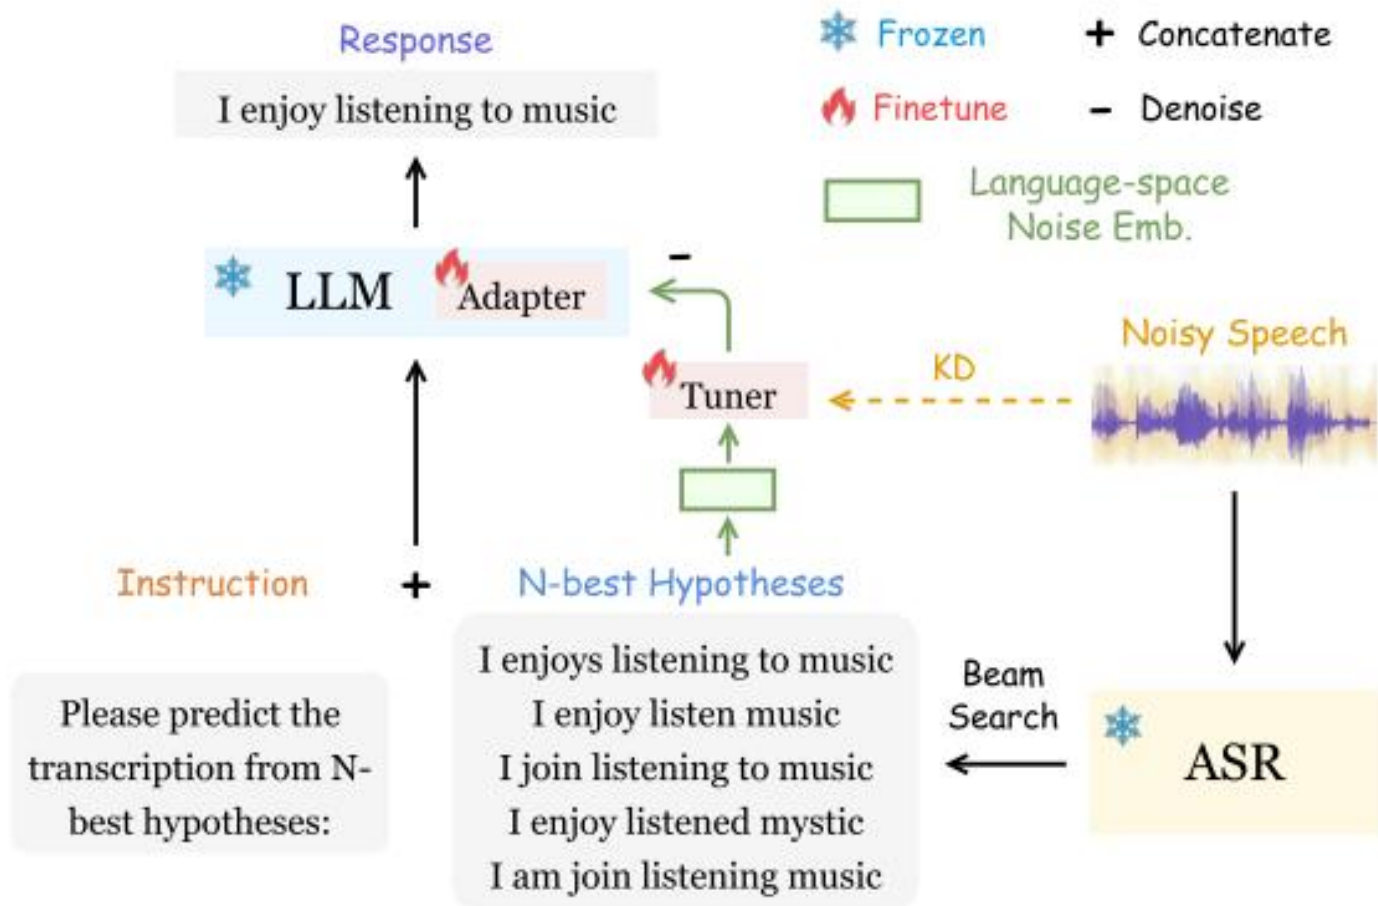 Response
I enjoy listening to music
Frozen
+ Concatenate
Finetune
- Denoise
Language-space
Noise Emb.
LLM
Adapter
-
Tuner
KD
Noisy Speech
Instruction
+
N-best Hypotheses
Please predict the
transcription from N-
best hypotheses:
I enjoys listening to music
I enjoy listen music
I join listening to music
I enjoy listened mystic
I am join listening music
Beam
Search
ASR